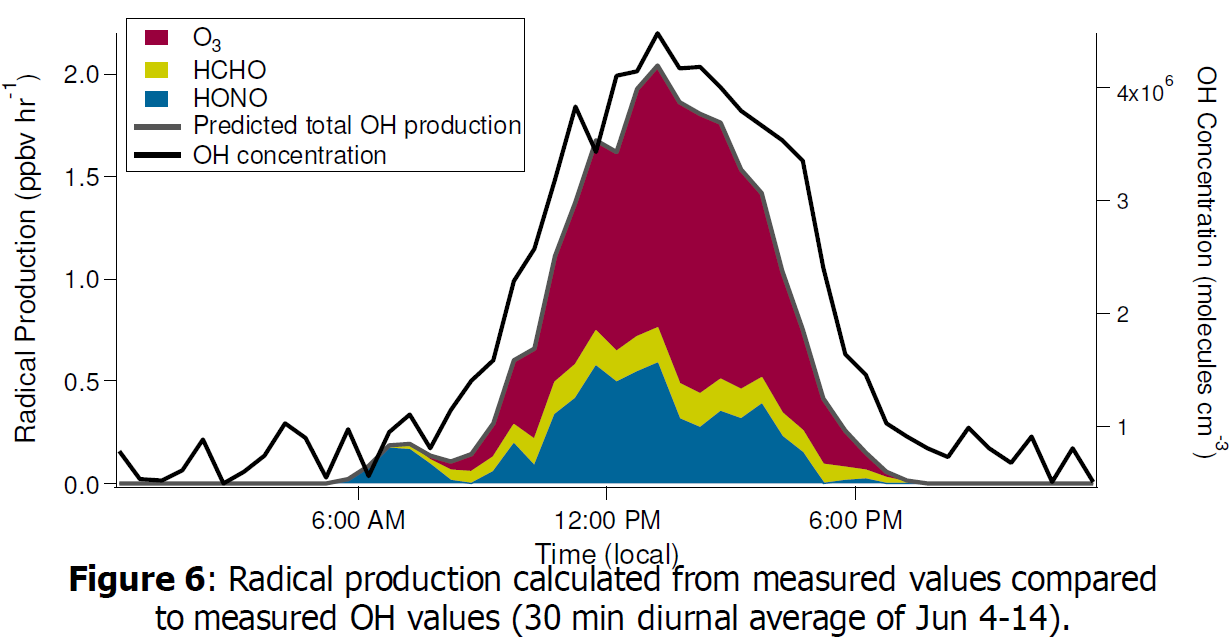 O3
HCHO
HONO
Predicted total OH production
OH concentration
Radical Production (ppbv hr-1)
2.0
1.5
1.0
0.5
0.0
4x10^6
3
2
1
OH Concentration (molecules cm-3)
6:00 AM
12:00 PM
6:00 PM
Time (local)
Figure 6: Radical production calculated from measured values compared
to measured OH values (30 min diurnal average of Jun 4-14).